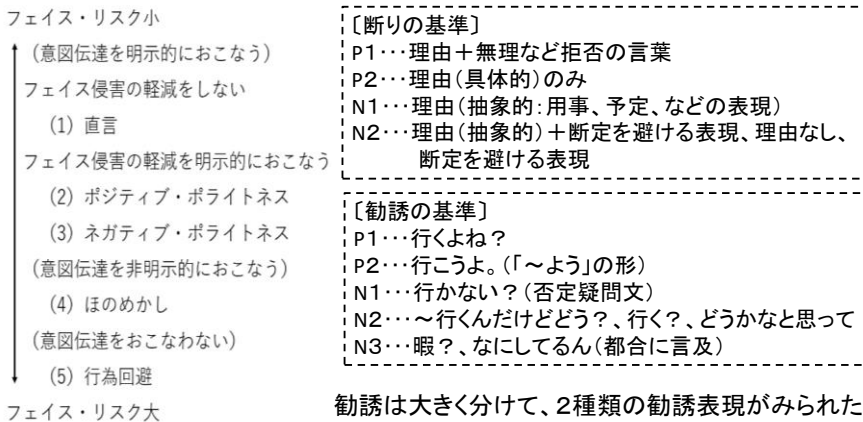 フェイス・リスク小
(意図伝達を明示的におこなう)
フェイス侵害の軽減をしない
(1) 直言
フェイス侵害の軽減を明示的におこなう
(2) ポジティブ・ポライトネス
(3) ネガティブ・ポライトネス
(意図伝達を非明示的におこなう)
(4) ほのめかし
(意図伝達をおこなわない)
(5) 行為回避
フェイス・リスク大
〔断りの基準〕
P1・・・理由+無理など拒否の言葉
P2・・・理由(具体的)のみ
N1・・・理由(抽象的:用事、予定、などの表現)
N2・・・理由(抽象的)+断定を避ける表現、理由なし、
断定を避ける表現
〔勧誘の基準〕
P1・・・行くよね?
P2・・・行こうよ。(「~よう」の形)
N1・・・行かない?(否定疑問文)
N2・・・~行くんだけどどう?、行く?、どうかなと思って
N3・・・暇?、なにしてるん(都合に言及)
勧誘は大きく分けて、2種類の勧誘表現がみられた